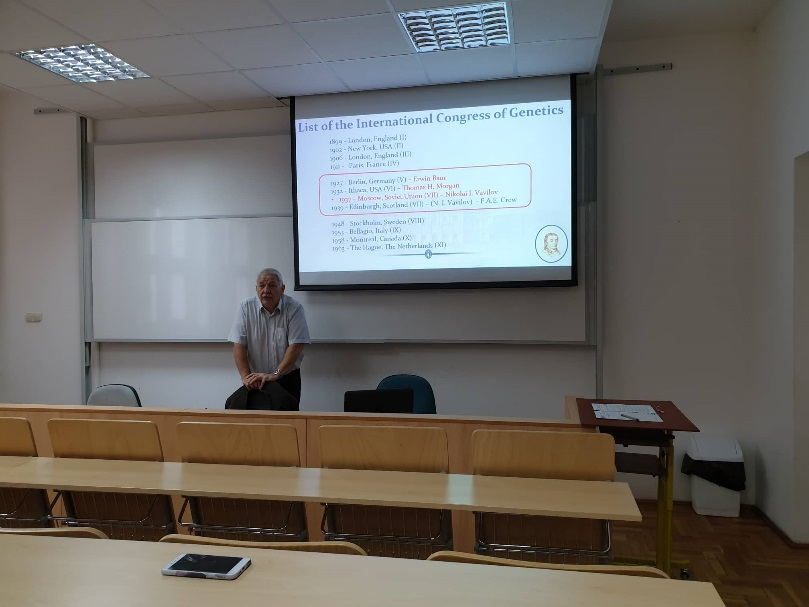 List of the International Congress of Genetics
1899 - London, England (I)
1902 - New York, USA (II)
1906 - London, England (III)
1911 - Paris, France (IV)
1927 - Berlin, Germany (V) - Erwin Baur
1932 - Ithaca, USA (VI) - Thomas H. Morgan
- 1937 - Moscow, Soviet Union (VII) - Nikolai I. Vavilov
1939 - Edinburgh, Scotland (VII) - (N. I. Vavilov) - F.A.E. Crew
1948 - Stockholm, Sweden (VIII)
1953 - Bellagio, Italy (IX)
1958 - Montreal, Canada (X)
1963 - The Hague, The Netherlands (XI)